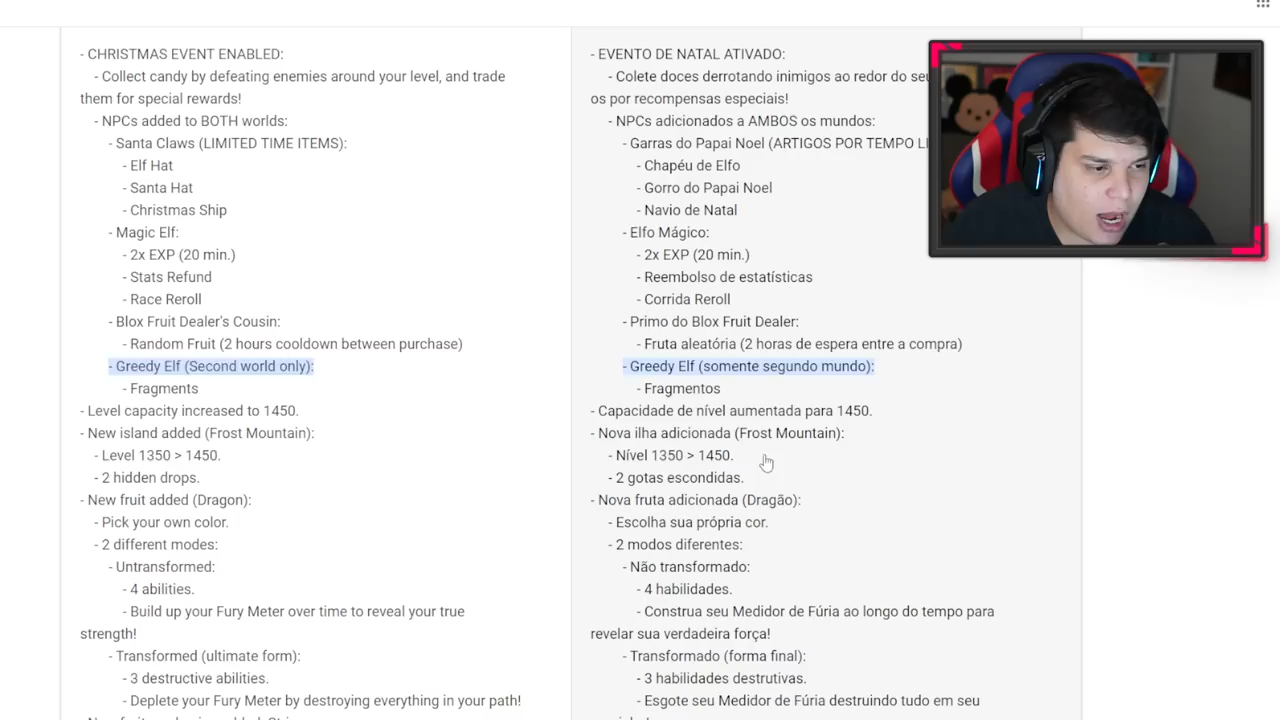 - CHRISTMAS EVENT ENABLED:
- Collect candy by defeating enemies around your level, and trade
them for special rewards!
- NPCs added to BOTH worlds:
- Santa Claws (LIMITED TIME ITEMS):
- Elf Hat
- Santa Hat
- Christmas Ship
- Magic Elf:
- 2x EXP (20 min.)
- Stats Refund
- Race Reroll
- Blox Fruit Dealer's Cousin:
- Random Fruit (2 hours cooldown between purchase)
- Greedy Elf (Second world only):
- Fragments
- Level capacity increased to 1450.
- New island added (Frost Mountain):
- Level 1350 > 1450.
- 2 hidden drops.
- New fruit added (Dragon):
- Pick your own color.
- 2 different modes:
- Untransformed:
- 4 abilities.
- Build up your Fury Meter over time to reveal your true
strength!
- Transformed (ultimate form):
- 3 destructive abilities.
- Deplete your Fury Meter by destroying everything in your path!
- EVENTO DE NATAL ATIVADO:
- Colete doces derrotando inimigos ao redor do
os por recompensas especiais!
- NPCs adicionados a AMBOS os mundos:
- Garras do Papai Noel (ARTIGOS POR TEMPO
- Chapéu de Elfo
- Gorro do Papai Noel
- Navio de Natal
- Elfo Mágico:
- 2x EXP (20 min.)
- Reembolso de estatísticas
- Corrida Reroll
- Primo do Blox Fruit Dealer:
- Fruta aleatória (2 horas de espera entre a compra)
- Greedy Elf (somente segundo mundo):
- Fragmentos
- Capacidade de nível aumentada para 1450.
- Nova ilha adicionada (Frost Mountain):
- Nível 1350 > 1450.
- 2 gotas escondidas.
- Nova fruta adicionada (Dragão):
- Escolha sua própria cor.
- 2 modos diferentes:
- Não transformado:
- 4 habilidades.
- Construa seu Medidor de Fúria ao longo do tempo para
revelar sua verdadeira força!
- Transformado (forma final):
- 3 habilidades destrutivas.
- Esgote seu Medidor de Fúria destruindo tudo em seu